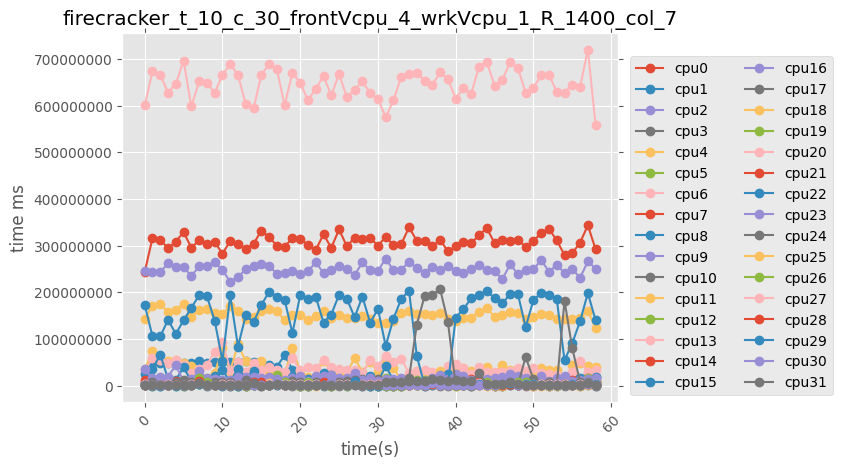 firecracker_t_10_c_30_frontVcpu_4_wrkVcpu_1_R_1400_col_7
time ms
700000000
600000000
500000000
400000000
300000000
200000000
100000000
0
0
10
20
30
40
50
60
time(s)
cpu0
cpu1
cpu2
cpu3
cpu4
cpu5
cpu6
cpu7
cpu8
cpu9
cpu10
cpu11
cpu12
cpu13
cpu14
cpu15
cpu16
cpu17
cpu18
cpu19
cpu20
cpu21
cpu22
cpu23
cpu24
cpu25
cpu26
cpu27
cpu28
cpu29
cpu30
cpu31